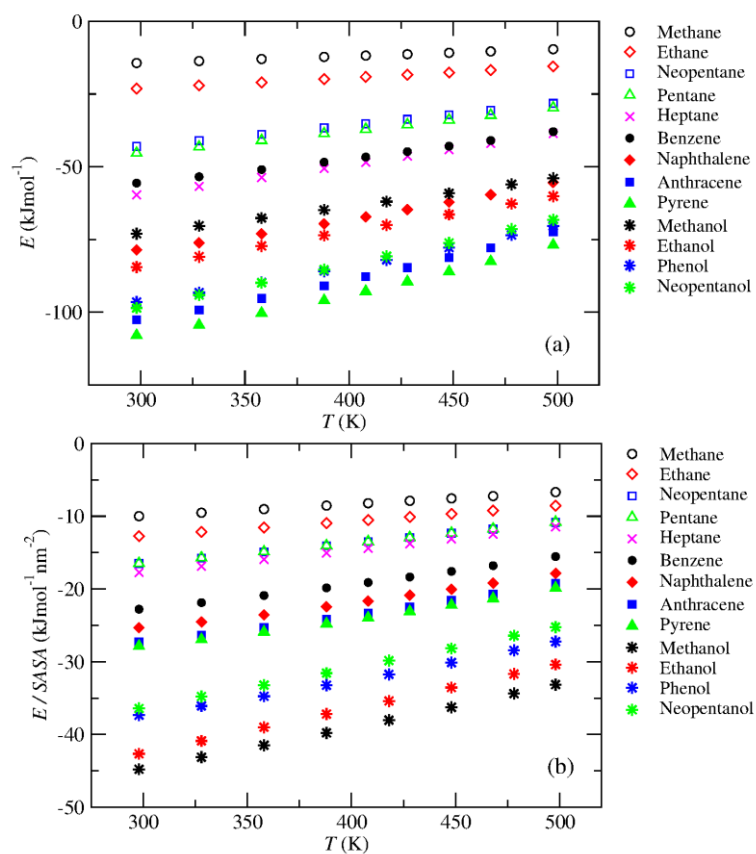 0
-50
-100
E (kJmol⁻¹)
300
350
400
450
500
T (K)
(a)
Methane
Ethane
Neopentane
Pentane
Heptane
Benzene
Naphthalene
Anthracene
Pyrene
Methanol
Ethanol
Phenol
Neopentanol
0
-10
-20
-30
-40
-50
E / SASA (kJmol⁻¹nm⁻²)
300
350
400
450
500
T (K)
(b)
Methane
Ethane
Neopentane
Pentane
Heptane
Benzene
Naphthalene
Anthracene
Pyrene
Methanol
Ethanol
Phenol
Neopentanol